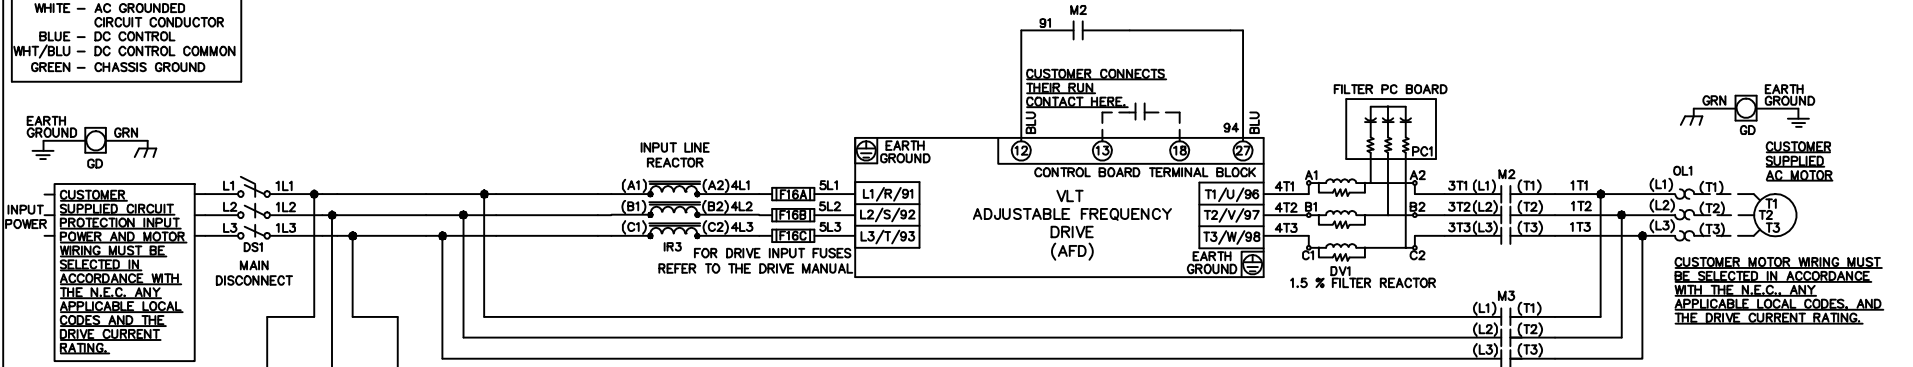 WHITE – AC GROUNDED
CIRCUIT CONDUCTOR
BLUE – DC CONTROL
WHT/BLU – DC CONTROL COMMON
GREEN – CHASSIS GROUND
EARTH
GROUND
GRN
GD
INPUT
POWER
CUSTOMER
SUPPLIED CIRCUIT
PROTECTION INPUT
POWER AND MOTOR
WIRING MUST BE
SELECTED IN
ACCORDANCE WITH
THE N.E.C. ANY
APPLICABLE LOCAL
CODES AND THE
DRIVE CURRENT
RATING.
L1 1L1
L2 1L2
L3 1L3
DS1
MAIN
DISCONNECT
INPUT LINE
REACTOR
(A1) (A2) 4L1 F16A 5L1
(B1) (B2) 4L2 F16B 5L2
(C1) (C2) 4L3 F16C 5L3
IR3
FOR DRIVE INPUT FUSES
REFER TO THE DRIVE MANUAL
EARTH
GROUND
L1/R/91
L2/S/92
L3/T/93
M2
91
CUSTOMER CONNECTS
THEIR RUN
CONTACT HERE.
BLU
94 BLU
12 13 18 27
CONTROL BOARD TERMINAL BLOCK
VLT
ADJUSTABLE FREQUENCY
DRIVE
(AFD)
T1/U/96
T2/V/97
T3/W/98
EARTH
GROUND
FILTER PC BOARD
PC1
4T1 A1 A2
4T2 B1 B2
4T3 C1 C2
DV1
1.5 % FILTER REACTOR
M2
3T1 (L1) (T1) 1T1
3T2 (L2) (T2) 1T2
3T3 (L3) (T3) 1T3
M3
(L1) (T1)
(L2) (T2)
(L3) (T3)
GRN
EARTH
GROUND
GD
CUSTOMER
SUPPLIED
AC MOTOR
OL1
(L1) (T1)
(L2) (T2)
(L3) (T3)
T1
T2
T3
CUSTOMER MOTOR WIRING MUST
BE SELECTED IN ACCORDANCE
WITH THE N.E.C., ANY
APPLICABLE LOCAL CODES, AND
THE DRIVE CURRENT RATING.